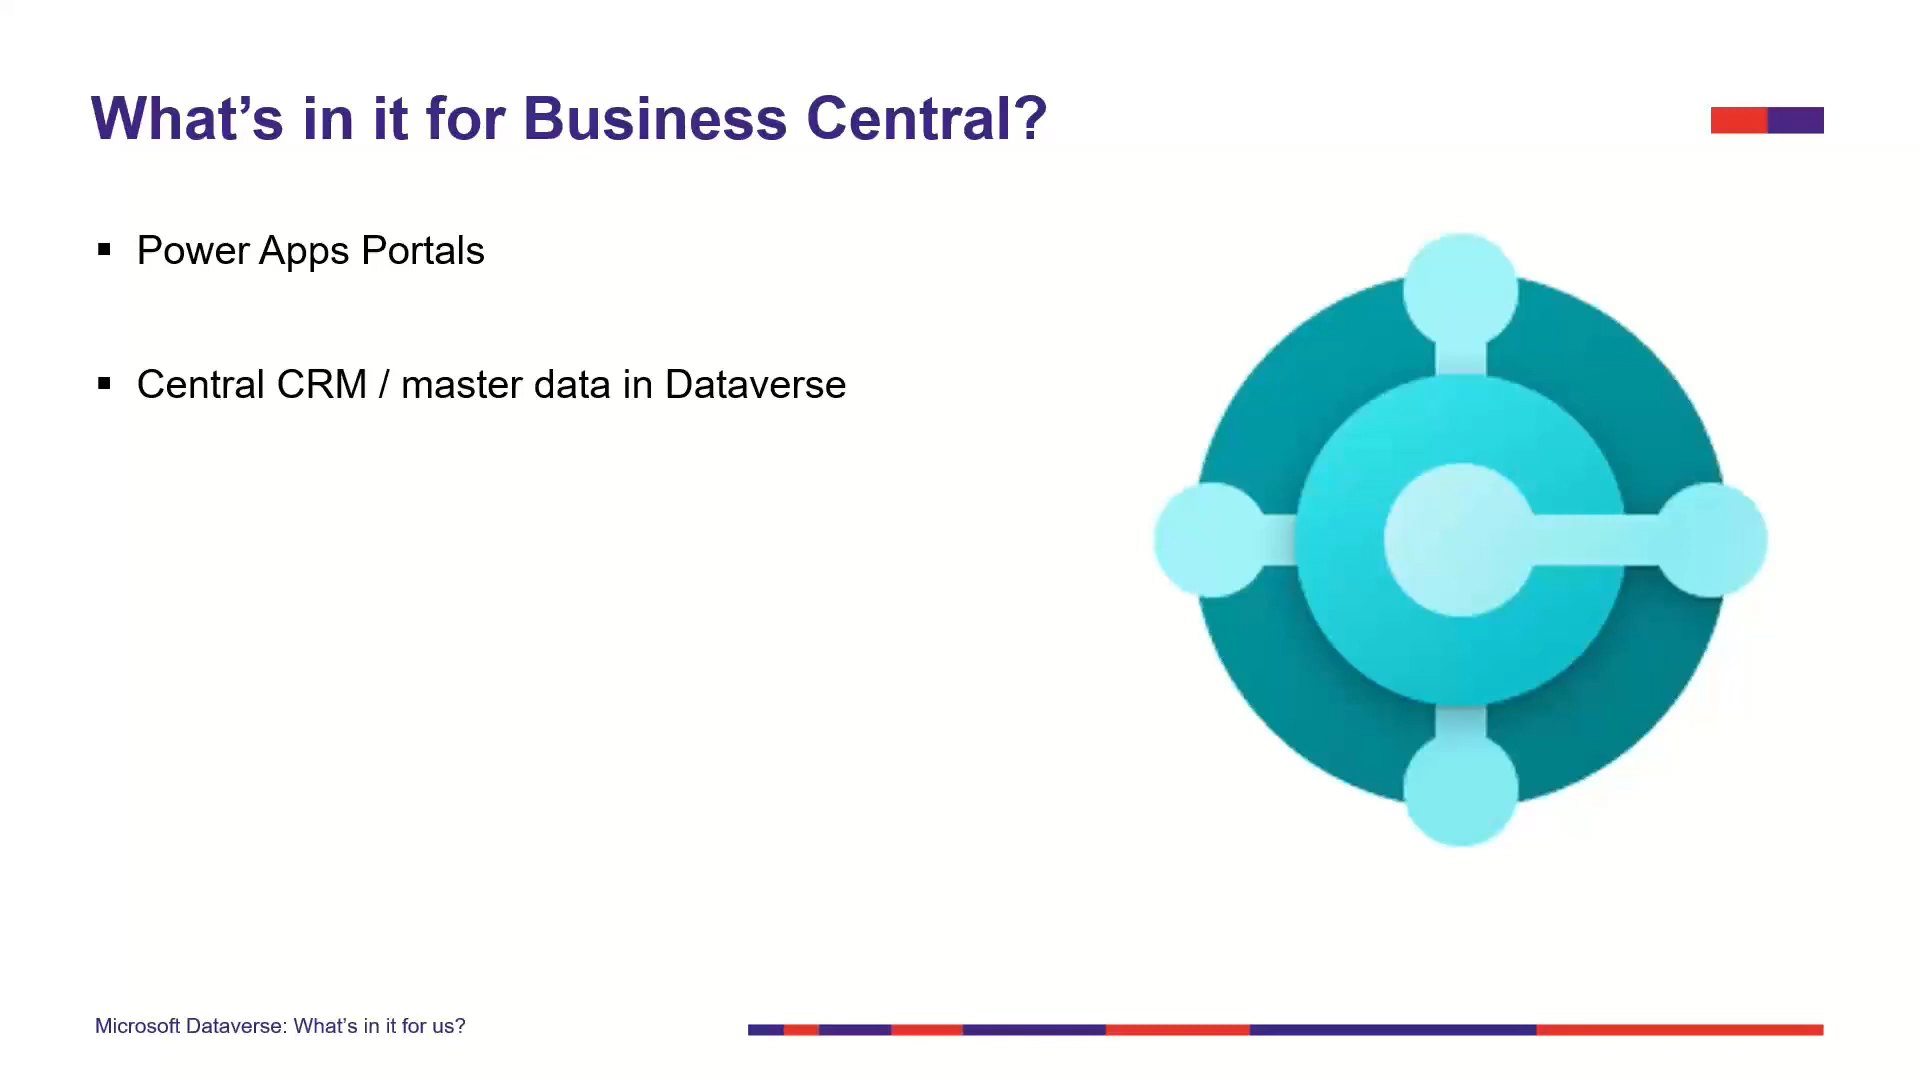 What’s in it for Business Central?
▪ Power Apps Portals
▪ Central CRM / master data in Dataverse
Microsoft Dataverse: What’s in it for us?